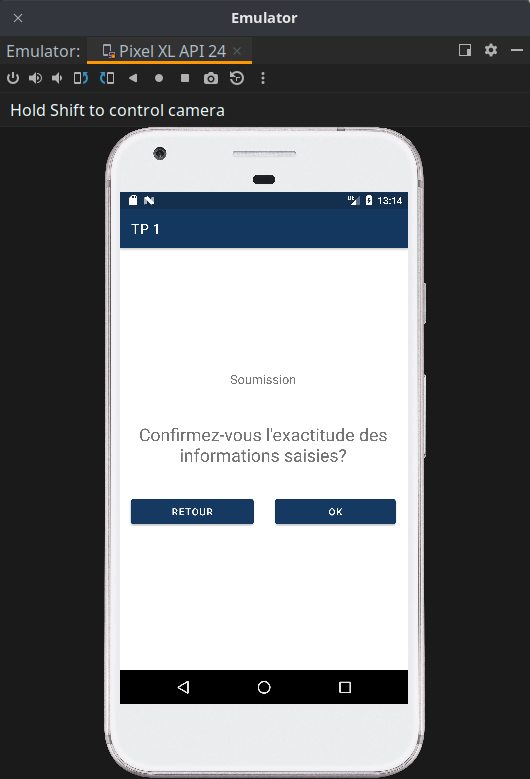 Emulator
Emulator: Pixel XL API 24
Hold Shift to control camera
13:14
TP 1
Soumission
Confirmez-vous l'exactitude des
informations saisies?
RETOUR OK